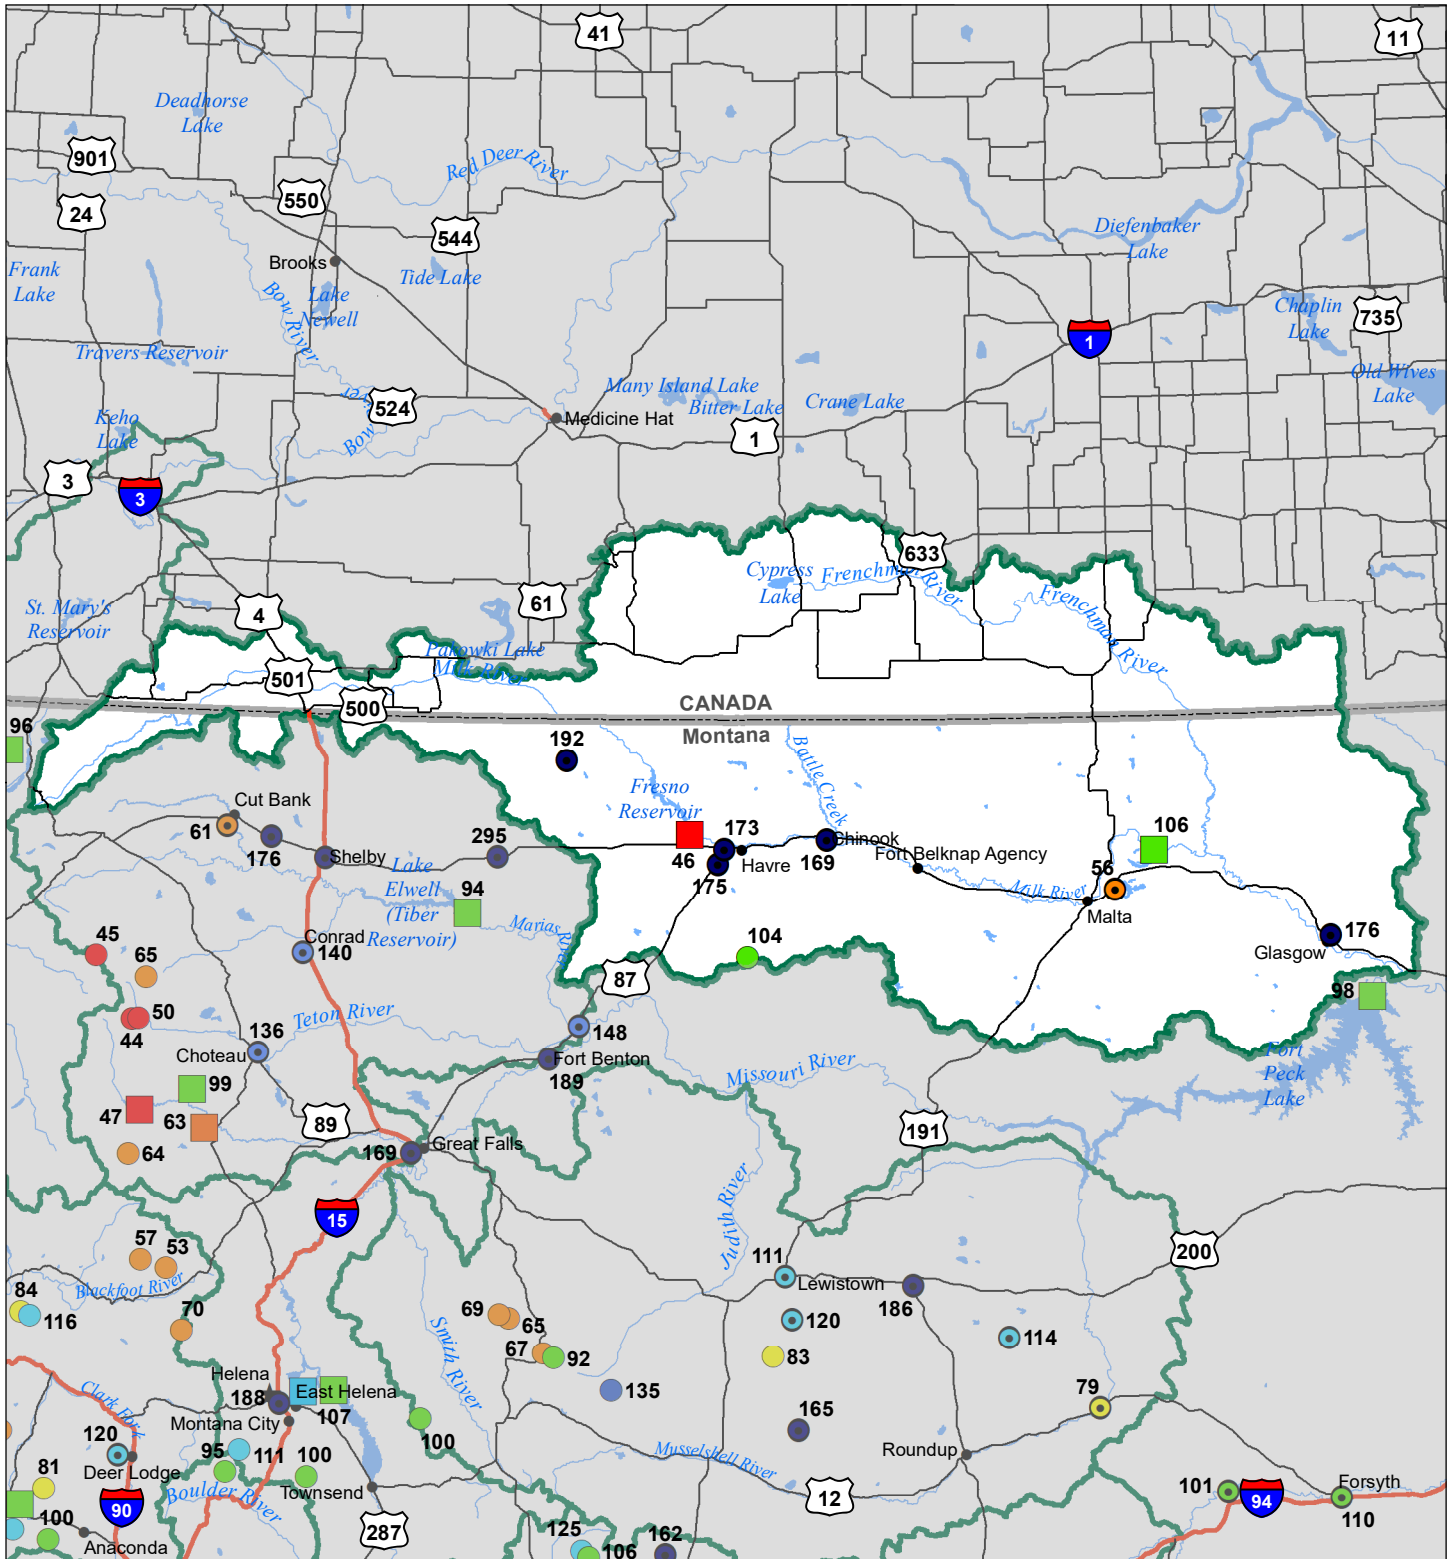 41
11
Deadhorse
Lake
901
Red Deer River
550
24
544
Diefenbaker
Lake
Brooks
Frank
Lake
Tide Lake
Bow River
Lake
Newell
Chaplin
Lake
735
1
Travers Reservoir
Old Wives
Lake
Many Island Lake
Bitter Lake
Crane Lake
524
Keho
Lake
Medicine Hat
Bow River
1
3
3
633
Cypress
Lake
Frenchman River
Frenchman River
61
4
St. Mary's
Reservoir
Pakowki Lake
Milk River
501
500
CANADA
Montana
96
192
Battle Creek
Fresno
Reservoir
Cut Bank
61
176
Shelby
295
173
46
Havre
175
Chinook
169
Fort Belknap Agency
106
56
Milk River
Malta
Lake
Elwell
(Tiber
Reservoir)
94
Marias River
Conrad
140
176
Glasgow
45
65
104
87
98
50
44
Teton River
148
136
Choteau
Fort Benton
189
Missouri River
Fort
Peck
Lake
99
47
63
89
191
64
Great Falls
169
Judith River
15
200
57
53
Blackfoot River
111
Lewistown
186
84
116
70
69
65
120
114
67
92
83
Smith River
Helena
188
East Helena
107
135
79
Clark Fork
Montana City
100
165
120
Deer Lodge
95
111
100
Musselshell River
Roundup
81
Boulder River
Townsend
12
101
94
Forsyth
110
90
100
Anaconda
287
125
106
162